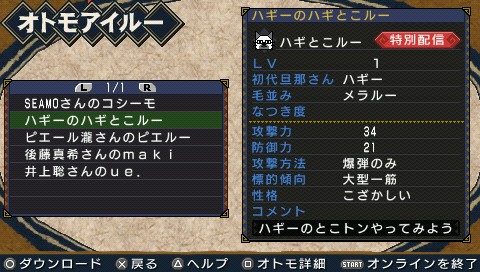 オトモアイルー
L 1/1 R
SEAMOさんのコシーモ
ハギーのハギとこルー
ピエール瀧さんのピエルー
後藤真希さんのmaki
井上聡さんのue.
ハギーのハギとこルー
ハギとこルー 特別配信
LV 1
初代旦那さん ハギー
毛並み メラルー
なつき度
攻撃力 34
防御力 21
攻撃方法 爆弾のみ
標的傾向 大型一筋
性格 こざかしい
コメント
ハギーのとこトンやってみよう
ダウンロード 戻る ヘルプ オトモ詳細 START オンラインを終了